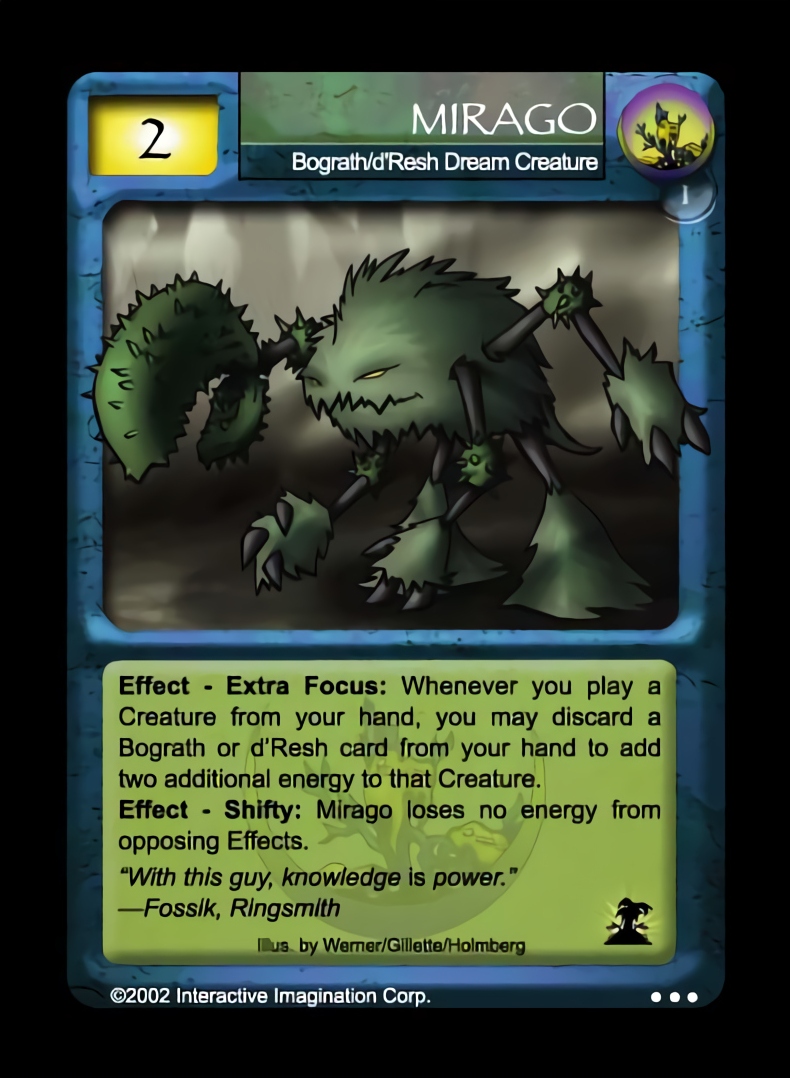 2
MIRAGO
Bograth/d'Resh Dream Creature
1
Effect - Extra Focus: Whenever you play a
Creature from your hand, you may discard a
Bograth or d'Resh card from your hand to add
two additional energy to that Creature.
Effect - Shifty: Mirago loses no energy from
opposing Effects.
"With this guy, knowledge is power."
—Fossik, Ringsmith
Illus. by Werner/Gillette/Holmberg
©2002 Interactive Imagination Corp.